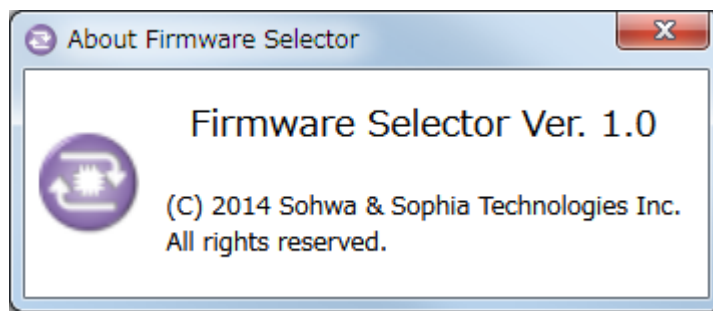 About Firmware Selector
Firmware Selector Ver. 1.0
(C) 2014 Sohwa & Sophia Technologies Inc.
All rights reserved.